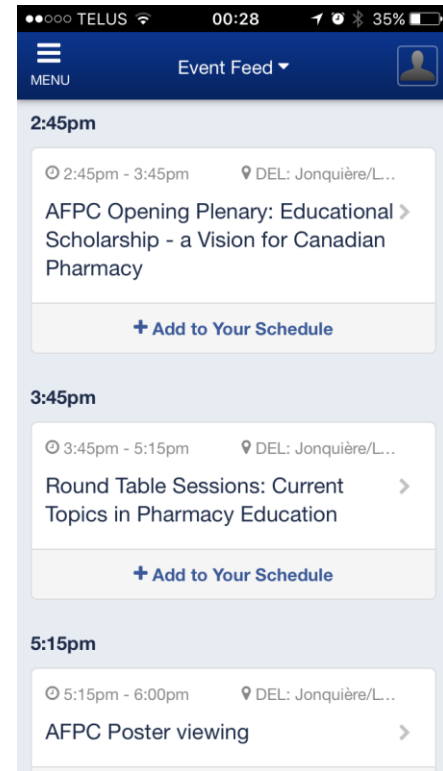 TELUS 00:28 35%
MENU
Event Feed
2:45pm
2:45pm - 3:45pm DEL: Jonquière/L...
AFPC Opening Plenary: Educational
Scholarship - a Vision for Canadian
Pharmacy
+ Add to Your Schedule
3:45pm
3:45pm - 5:15pm DEL: Jonquière/L...
Round Table Sessions: Current
Topics in Pharmacy Education
+ Add to Your Schedule
5:15pm
5:15pm - 6:00pm DEL: Jonquière/L...
AFPC Poster viewing